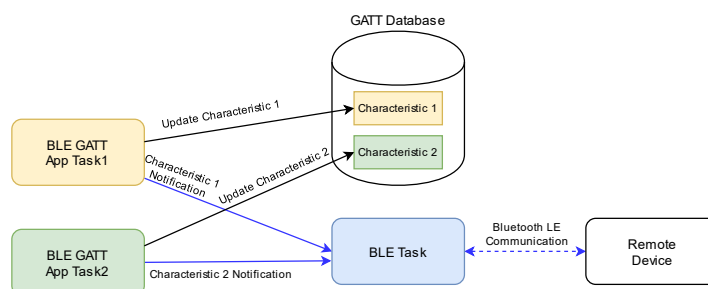 GATT Database
Characteristic 1
Update Characteristic 1
BLE GATT
App Task1
Characteristic 2
Characteristic 1
Notification
Update Characteristic 2
BLE GATT
App Task2
Characteristic 2 Notification
BLE Task
Bluetooth LE
Communication
Remote
Device